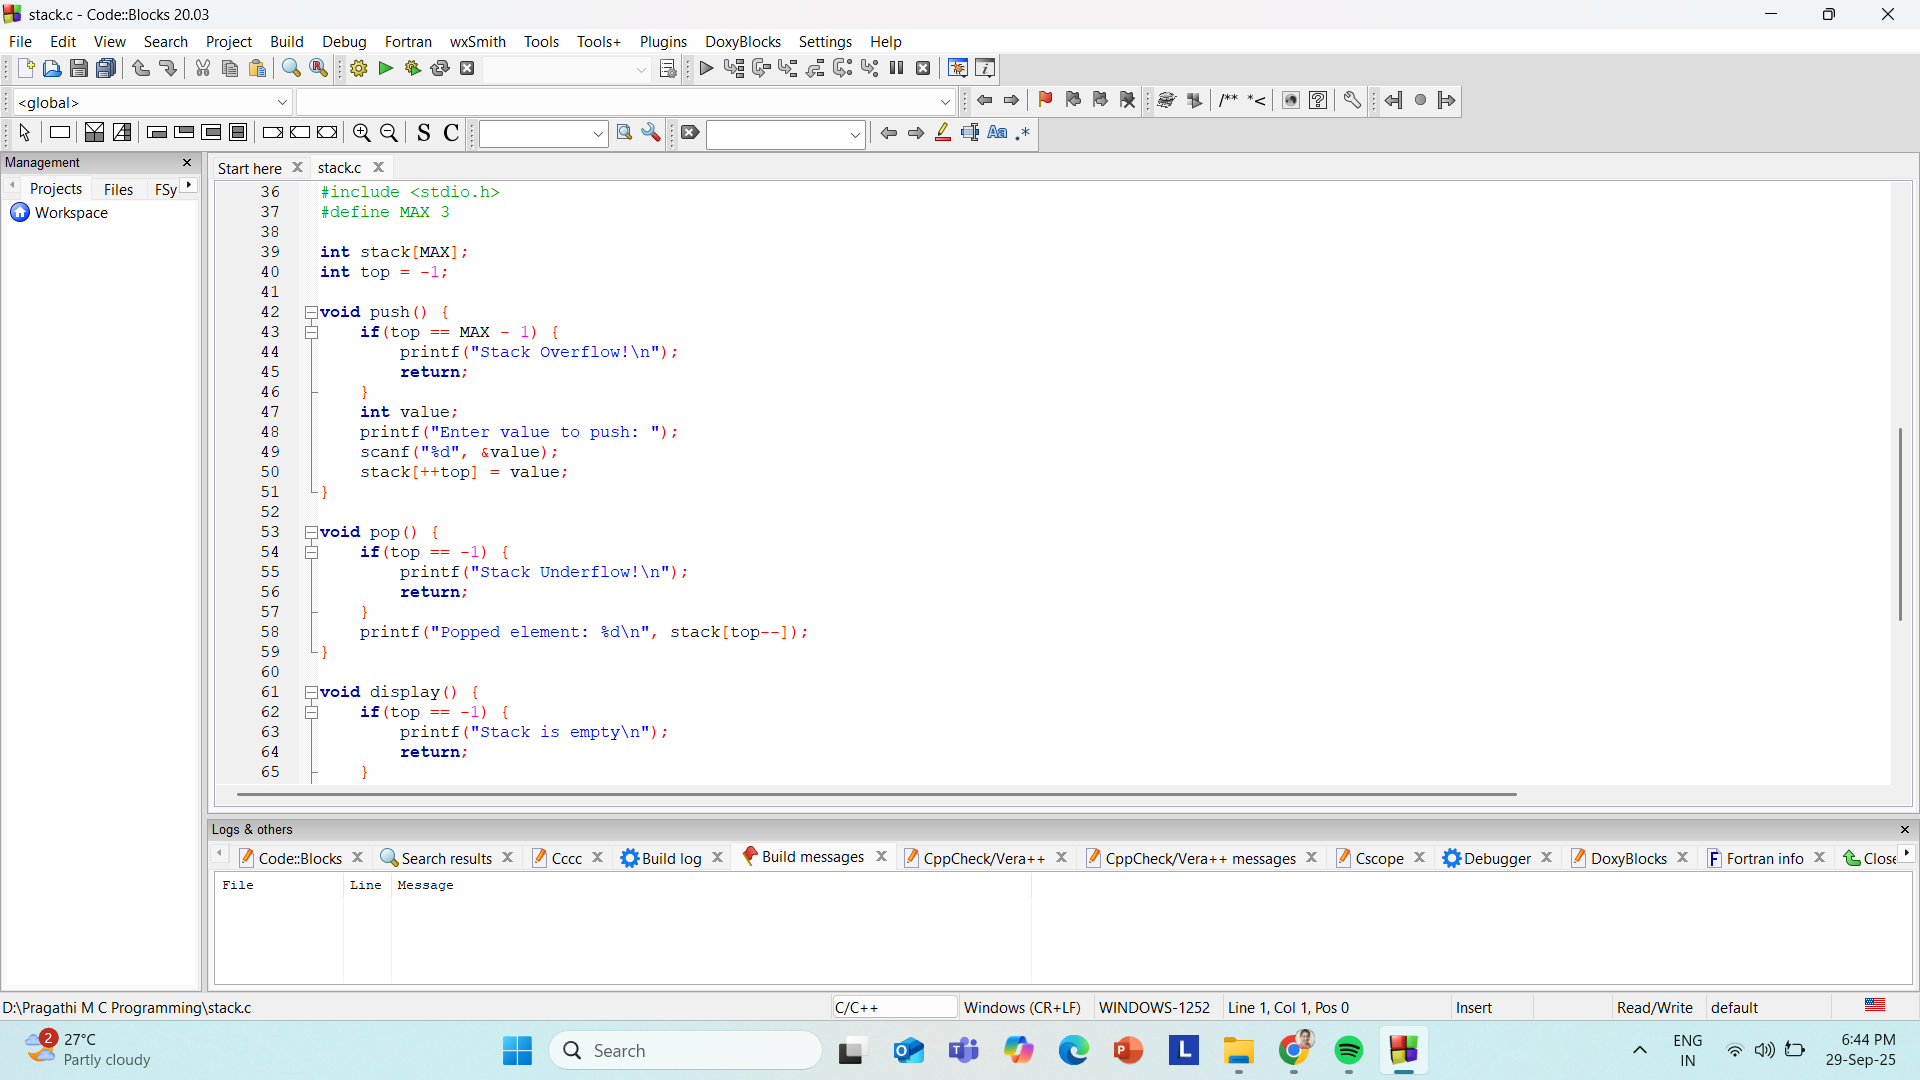 stack.c - Code::Blocks 20.03
File Edit View Search Project Build Debug Fortran wxSmith Tools Tools+ Plugins DoxyBlocks Settings Help
<global>
/** *<
S C
Aa .*
Management
Projects Files FSy
Workspace
Start here stack.c
36 #include <stdio.h>
37 #define MAX 3
38
39 int stack[MAX];
40 int top = -1;
41
42 void push() {
43 if(top == MAX - 1) {
44 printf("Stack Overflow!\n");
45 return;
46 }
47 int value;
48 printf("Enter value to push: ");
49 scanf("%d", &value);
50 stack[++top] = value;
51 }
52
53 void pop() {
54 if(top == -1) {
55 printf("Stack Underflow!\n");
56 return;
57 }
58 printf("Popped element: %d\n", stack[top--]);
59 }
60
61 void display() {
62 if(top == -1) {
63 printf("Stack is empty\n");
64 return;
65 }
Logs & others
Code::Blocks Search results Cccc Build log Build messages CppCheck/Vera++ CppCheck/Vera++ messages Cscope Debugger DoxyBlocks F Fortran info Close
File Line Message
D:\Pragathi M C Programming\stack.c C/C++ Windows (CR+LF) WINDOWS-1252 Line 1, Col 1, Pos 0 Insert Read/Write default
2 27°C
Partly cloudy
Search
L
ENG
IN
6:44 PM
29-Sep-25